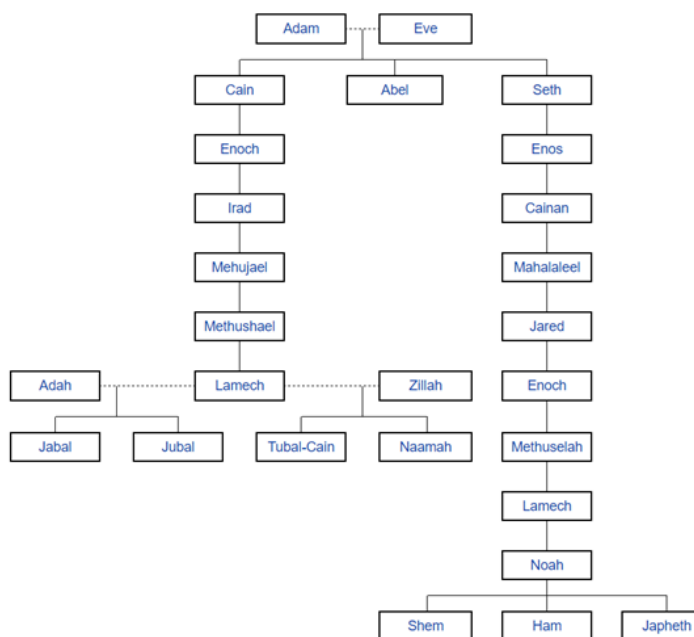 Adam Eve
Cain Abel Seth
Enoch Enos
Irad Cainan
Mehujael Mahalaleel
Methushael Jared
Adah Lamech Zillah Enoch
Jabal Jubal Tubal-Cain Naamah Methuselah
Lamech
Noah
Shem Ham Japheth